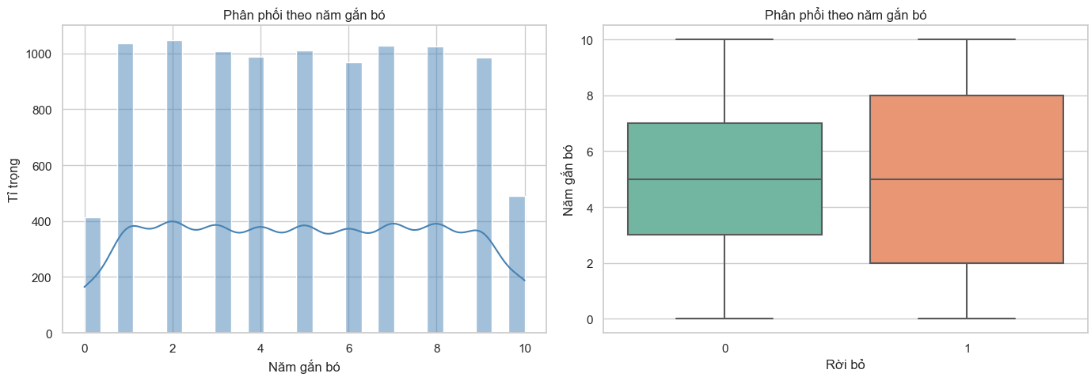 Phân phối theo năm gắn bó
1000
800
600
400
200
0
Tỉ trọng
0 2 4 6 8 10
Năm gắn bó
Phân phối theo năm gắn bó
10
8
6
4
2
0
Năm gắn bó
0 1
Rời bỏ